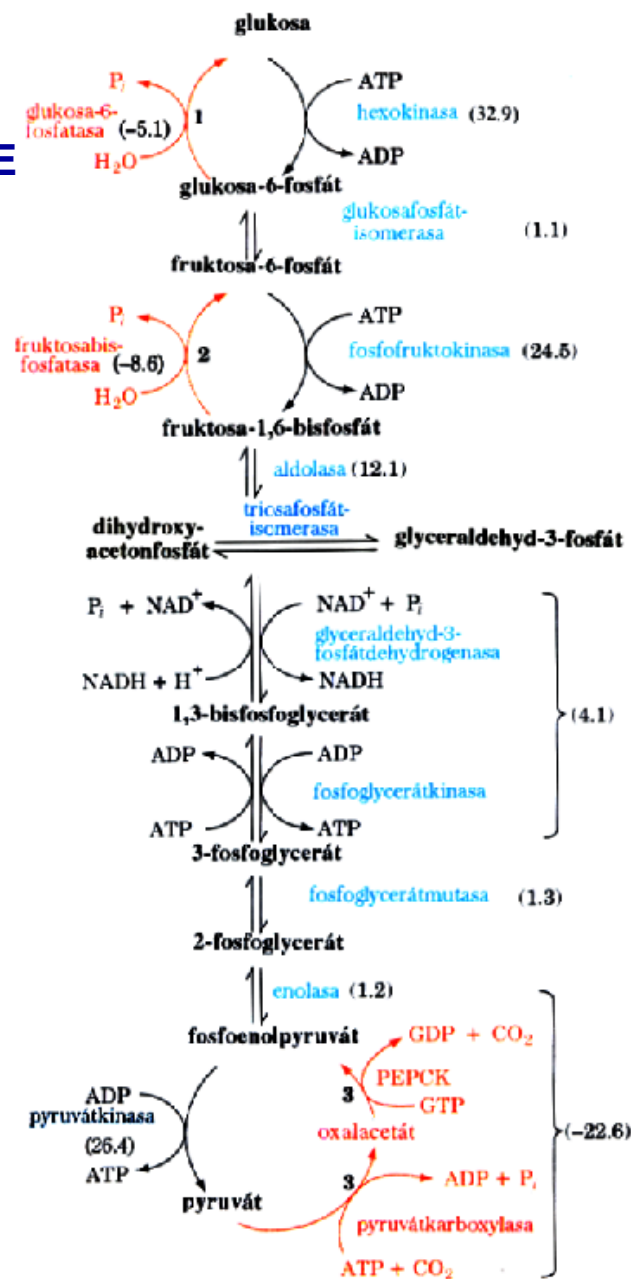 glukosa
P_i
ATP
glukosa-6-
fosfatasa (–5.1)
1
hexokinasa (32.9)
E
H₂O
ADP
glukosa-6-fosfát
glukosafosfát-
isomerasa (1.1)
fruktosa-6-fosfát
P_i
ATP
fruktosabis-
fosfatasa (–8.6)
2
fosfofruktokinasa (24.5)
H₂O
ADP
fruktosa-1,6-bisfosfát
aldolasa (12.1)
triosafosfát-
isomerasa
dihydroxy-
acetonfosfát
glyceraldehyd-3-fosfát
P_i + NAD⁺
NAD⁺ + P_i
glyceraldehyd-3-
fosfátdehydrogenasa
NADH + H⁺
NADH
1,3-bisfosfoglycerát
(4.1)
ADP
ADP
fosfoglycerátkinasa
ATP
ATP
3-fosfoglycerát
fosfoglycerátmutasa (1.3)
2-fosfoglycerát
enolasa (1.2)
fosfoenolpyruvát
GDP + CO₂
ADP
3
PEPCK
GTP
pyruvátkinasa
(26.4)
oxalacetát
(–22.6)
ATP
3
ADP + P_i
pyruvát
pyruvátkarboxylasa
ATP + CO₂